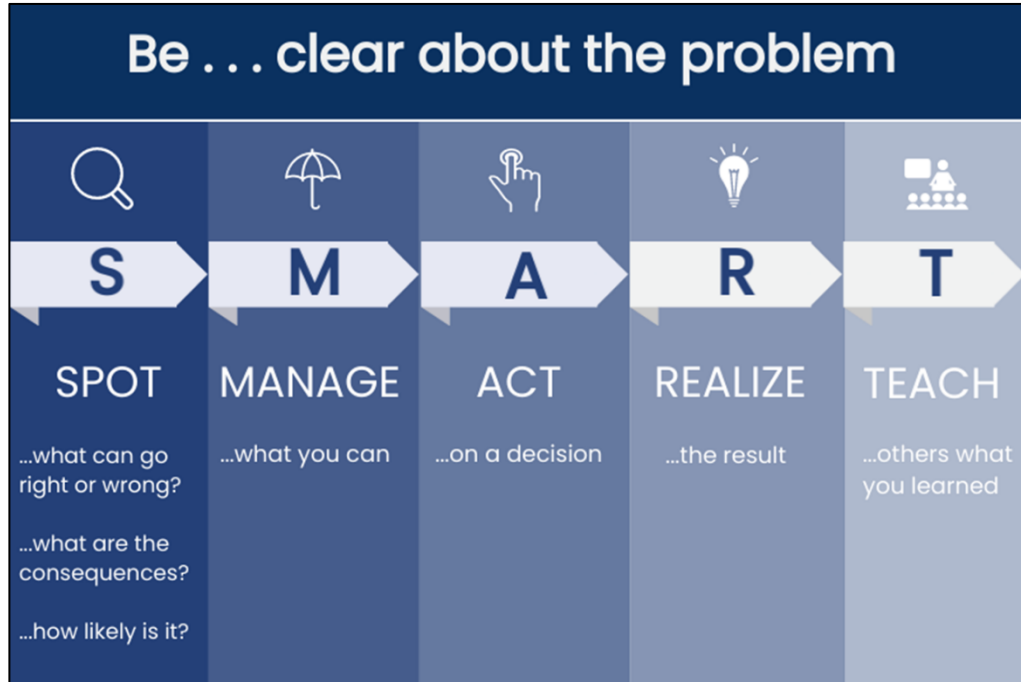 Be . . . clear about the problem
S
M
A
R
T
SPOT
...what can go
right or wrong?
...what are the
consequences?
...how likely is it?
MANAGE
...what you can
ACT
...on a decision
REALIZE
...the result
TEACH
...others what
you learned